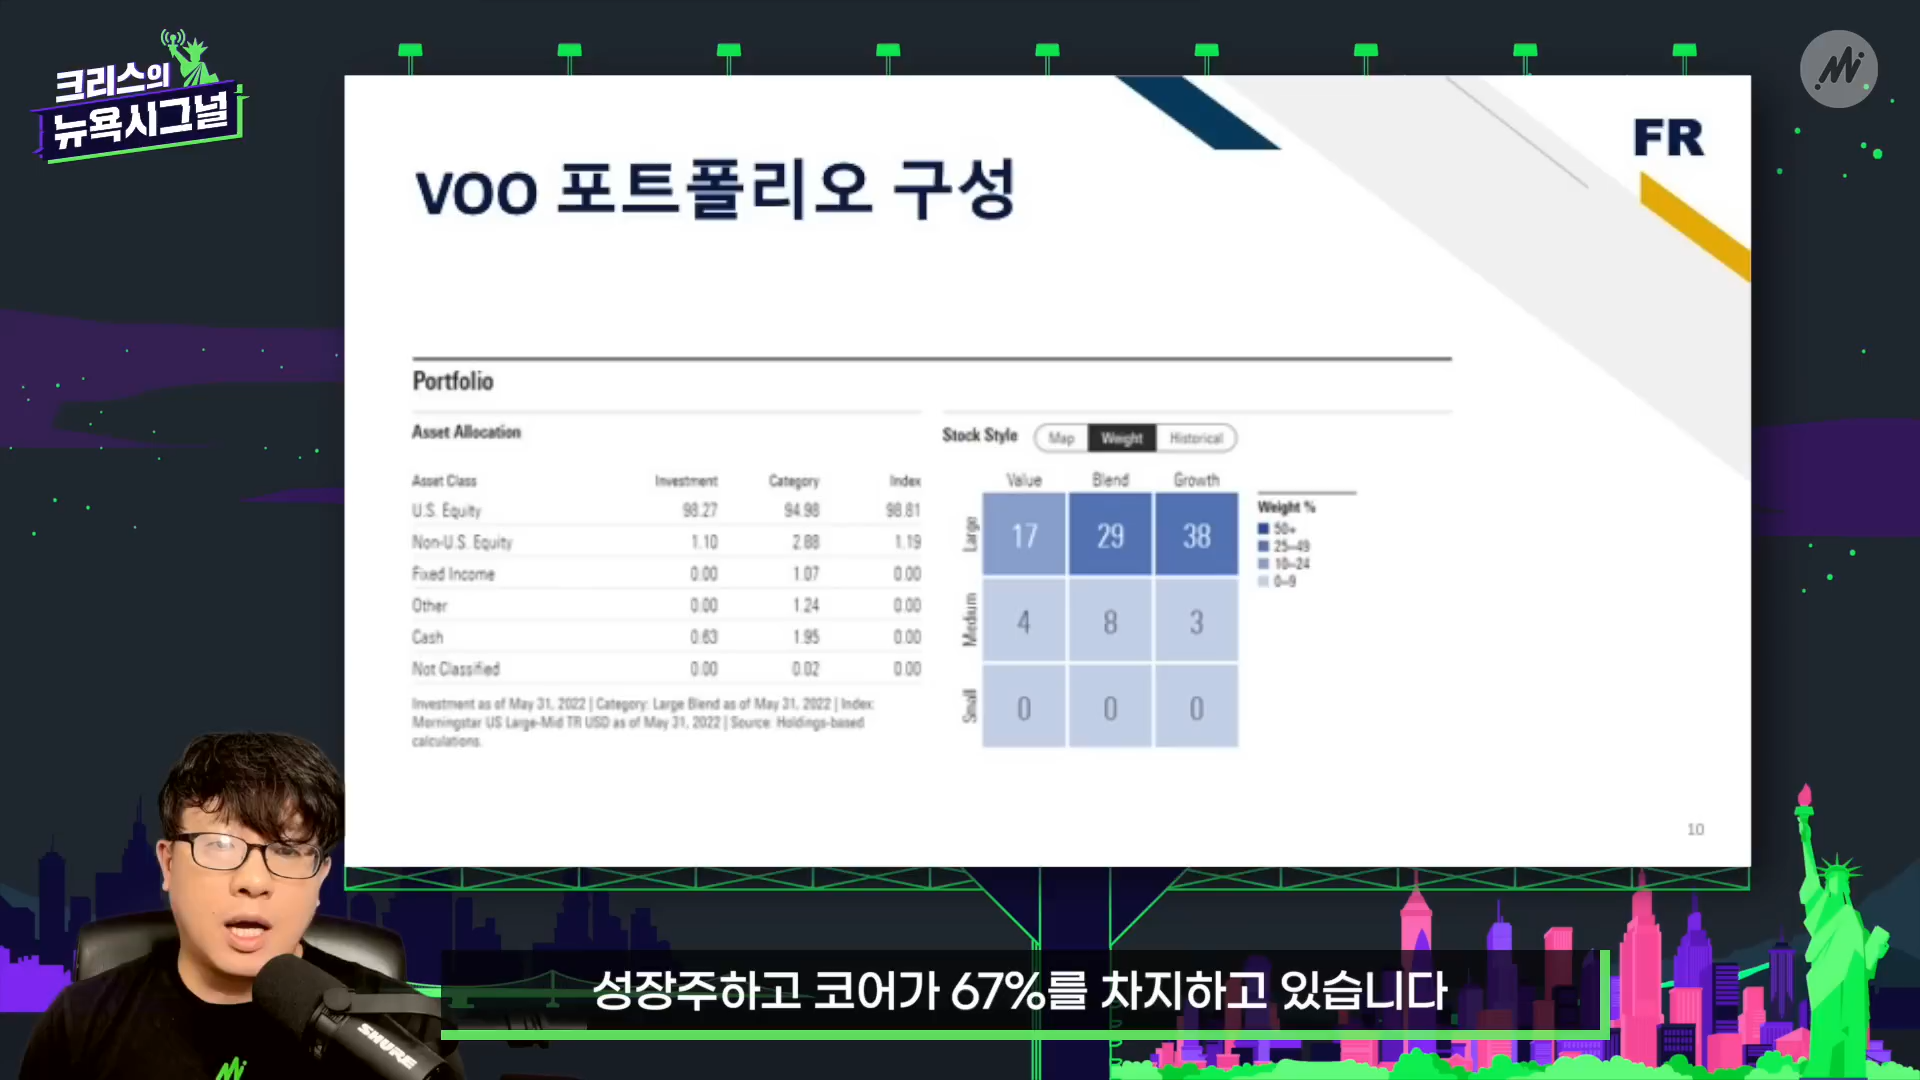 크리스의
뉴욕시그널
FR
VOO 포트폴리오 구성
Portfolio
Asset Allocation
Asset Class Investment Category Index
U.S. Equity 98.27 94.98 98.81
Non-U.S. Equity 1.10 2.88 1.19
Fixed Income 0.00 1.07 0.00
Other 0.00 1.24 0.00
Cash 0.63 1.95 0.00
Not Classified 0.00 0.02 0.00
Investment as of May 31, 2022 | Category: Large Blend as of May 31, 2022 | Index:
Morningstar US Large-Mid TR USD as of May 31, 2022 | Source: Holdings-based
calculations.
Stock Style Map Weight Historical
Value Blend Growth
Large 17 29 38
Medium 4 8 3
Small 0 0 0
Weight %
50+
25–49
10–24
0–9
10
SHURE
성장주하고 코어가 67%를 차지하고 있습니다